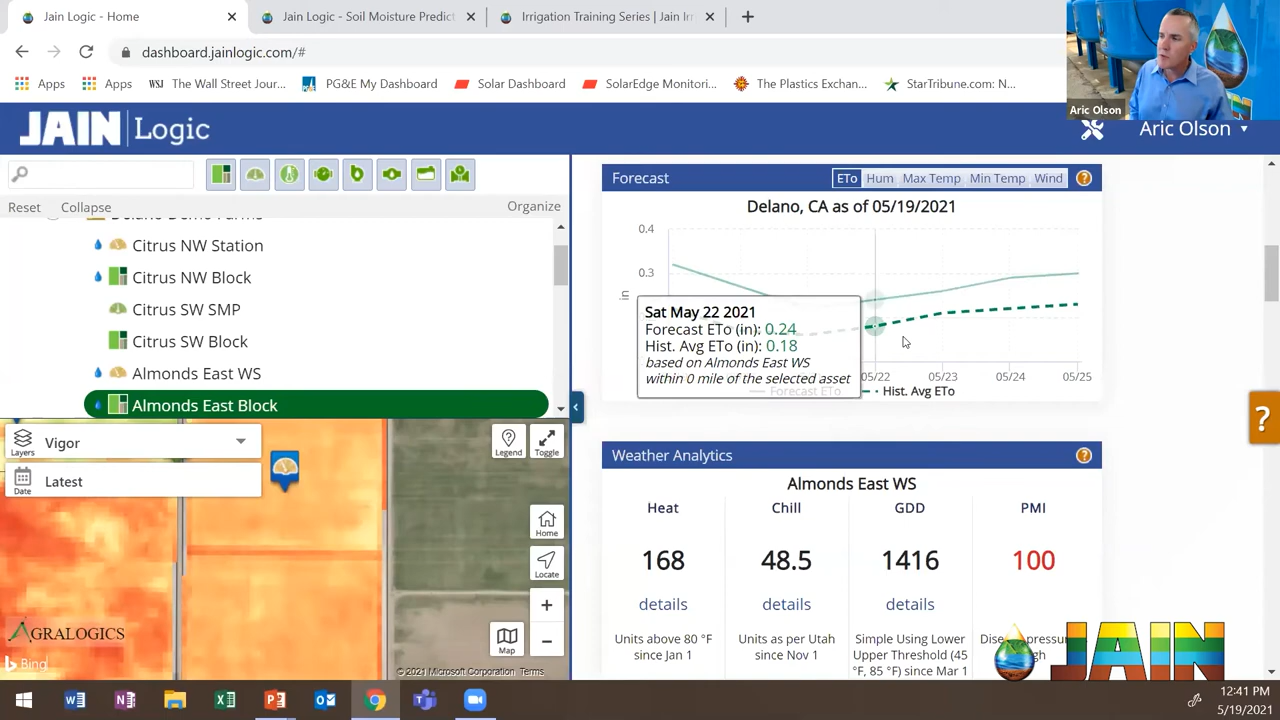 Jain Logic - Home
Jain Logic - Soil Moisture Predict
Irrigation Training Series | Jain Irr
dashboard.jainlogic.com/#
Apps
Apps
WSJ The Wall Street Jour...
PG&E My Dashboard
Solar Dashboard
SolarEdge Monitori...
The Plastics Exchan...
StarTribune.com: N...
Aric Olson
JAIN Logic
Aric Olson
Reset
Collapse
Organize
Delano Demo Farms
Citrus NW Station
Citrus NW Block
Citrus SW SMP
Citrus SW Block
Almonds East WS
Almonds East Block
Layers
Vigor
Date
Latest
Legend
Toggle
Home
Locate
Map
AGRALOGICS
Bing
© 2021 Microsoft Corporation Terms
Forecast
ETo
Hum
Max Temp
Min Temp
Wind
?
Delano, CA as of 05/19/2021
0.4
0.3
in
Sat May 22 2021
Forecast ETo (in): 0.24
Hist. Avg ETo (in): 0.18
based on Almonds East WS
within 0 mile of the selected asset
05/22
05/23
05/24
05/25
Forecast ETo
Hist. Avg ETo
?
Weather Analytics
?
Almonds East WS
Heat
Chill
GDD
PMI
168
48.5
1416
100
details
details
details
Units above 80 °F
since Jan 1
Units as per Utah
since Nov 1
Simple Using Lower
Upper Threshold (45
°F, 85 °F) since Mar 1
JAIN
12:41 PM
5/19/2021